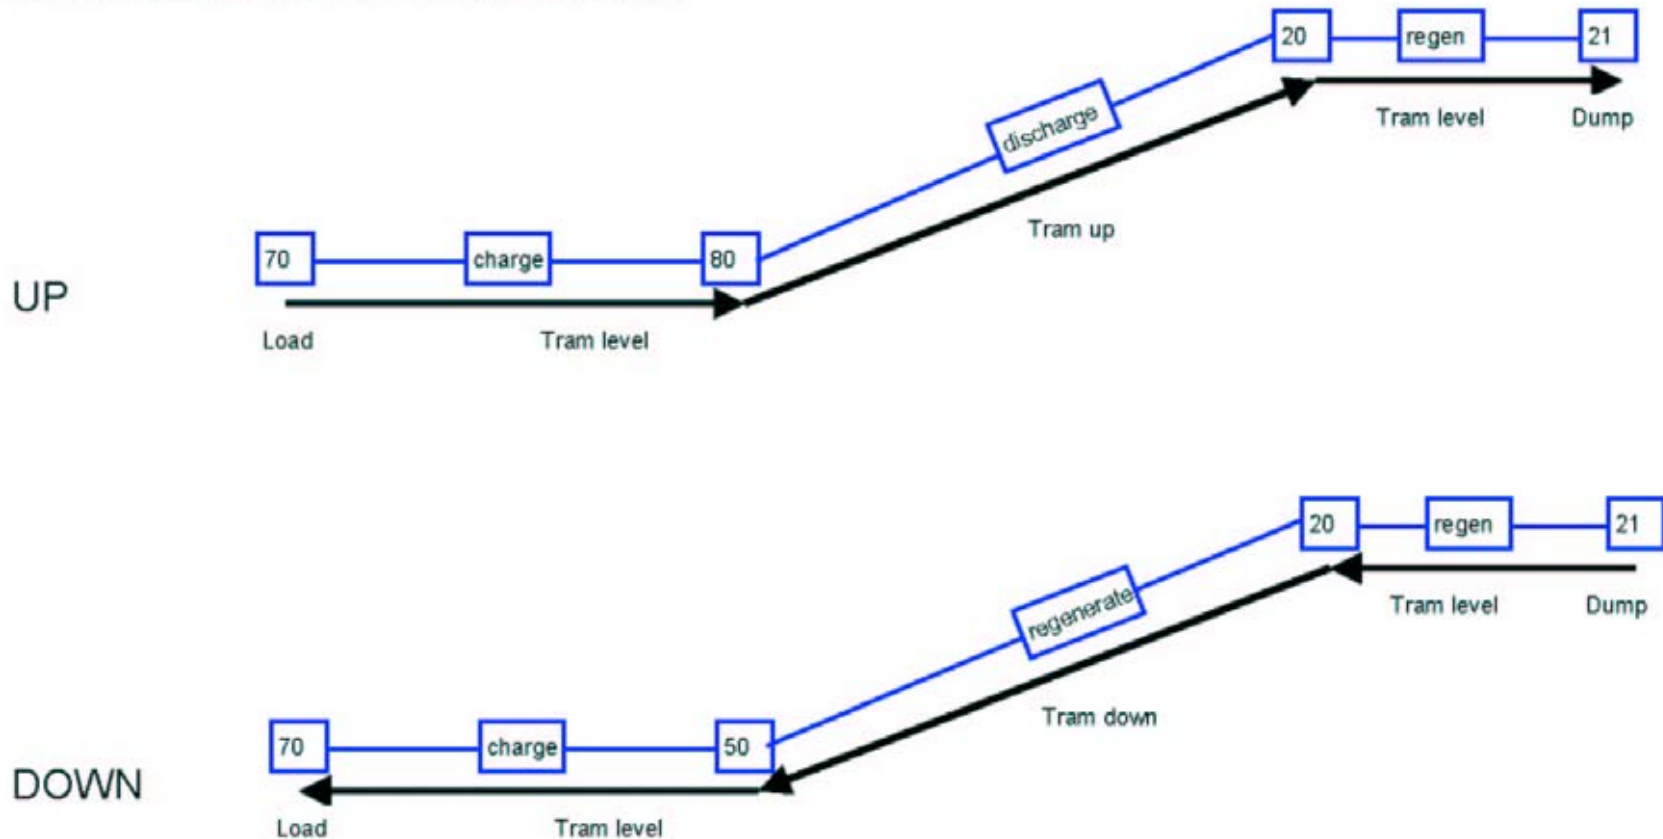 20 regen 21
discharge
Tram level Dump
Tram up
70 charge 80
UP
Load Tram level
20 regen 21
regenerate
Tram level Dump
Tram down
70 charge 50
DOWN
Load Tram level